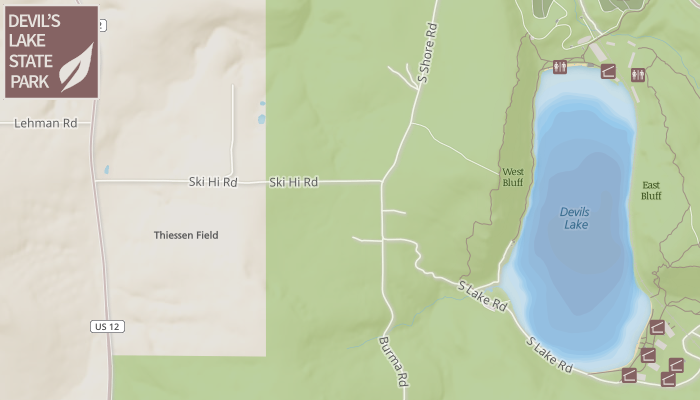 DEVIL'S
LAKE
STATE
PARK
2
S Shore Rd
Lehman Rd
Ski Hi Rd
Ski Hi Rd
West
Bluff
East
Bluff
Devils
Lake
Thiessen Field
S Lake Rd
US 12
S Lake Rd
Burma Rd